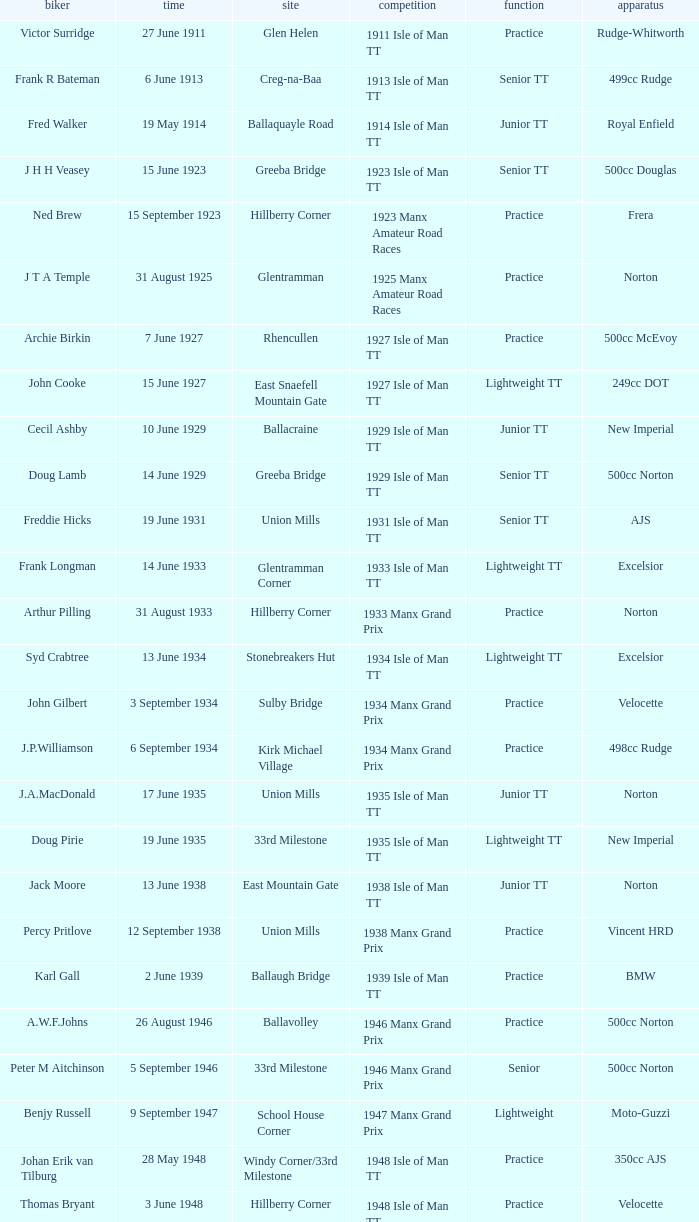 biker time site competition function apparatus
Victor Surridge 27 June 1911 Glen Helen 1911 Isle of Man TT Practice Rudge-Whitworth
Frank R Bateman 6 June 1913 Creg-na-Baa 1913 Isle of Man TT Senior TT 499cc Rudge
Fred Walker 19 May 1914 Ballaquayle Road 1914 Isle of Man TT Junior TT Royal Enfield
J H H Veasey 15 June 1923 Greeba Bridge 1923 Isle of Man TT Senior TT 500cc Douglas
Ned Brew 15 September 1923 Hillberry Corner 1923 Manx Amateur Road Races Practice Frera
J T A Temple 31 August 1925 Glentramman 1925 Manx Amateur Road Races Practice Norton
Archie Birkin 7 June 1927 Rhencullen 1927 Isle of Man TT Practice 500cc McEvoy
John Cooke 15 June 1927 East Snaefell Mountain Gate 1927 Isle of Man TT Lightweight TT 249cc DOT
Cecil Ashby 10 June 1929 Ballacraine 1929 Isle of Man TT Junior TT New Imperial
Doug Lamb 14 June 1929 Greeba Bridge 1929 Isle of Man TT Senior TT 500cc Norton
Freddie Hicks 19 June 1931 Union Mills 1931 Isle of Man TT Senior TT AJS
Frank Longman 14 June 1933 Glentramman Corner 1933 Isle of Man TT Lightweight TT Excelsior
Arthur Pilling 31 August 1933 Hillberry Corner 1933 Manx Grand Prix Practice Norton
Syd Crabtree 13 June 1934 Stonebreakers Hut 1934 Isle of Man TT Lightweight TT Excelsior
John Gilbert 3 September 1934 Sulby Bridge 1934 Manx Grand Prix Practice Velocette
J.P.Williamson 6 September 1934 Kirk Michael Village 1934 Manx Grand Prix Practice 498cc Rudge
J.A.MacDonald 17 June 1935 Union Mills 1935 Isle of Man TT Junior TT Norton
Doug Pirie 19 June 1935 33rd Milestone 1935 Isle of Man TT Lightweight TT New Imperial
Jack Moore 13 June 1938 East Mountain Gate 1938 Isle of Man TT Junior TT Norton
Percy Pritlove 12 September 1938 Union Mills 1938 Manx Grand Prix Practice Vincent HRD
Karl Gall 2 June 1939 Ballaugh Bridge 1939 Isle of Man TT Practice BMW
A.W.F.Johns 26 August 1946 Ballavolley 1946 Manx Grand Prix Practice 500cc Norton
Peter M Aitchinson 5 September 1946 33rd Milestone 1946 Manx Grand Prix Senior 500cc Norton
Benjy Russell 9 September 1947 School House Corner 1947 Manx Grand Prix Lightweight Moto-Guzzi
Johan Erik van Tilburg 28 May 1948 Windy Corner/33rd Milestone 1948 Isle of Man TT Practice 350cc AJS
Thomas Bryant 3 June 1948 Hillberry Corner 1948 Isle of Man TT Practice Velocette